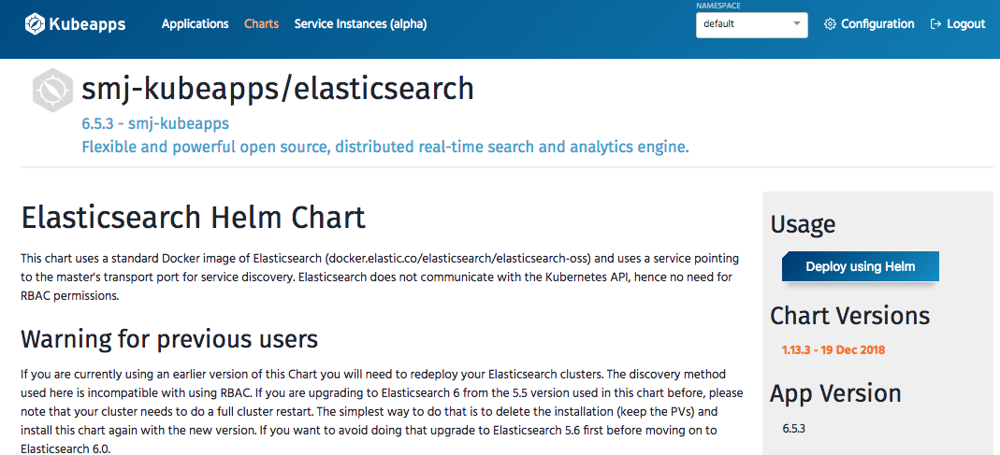 NAMESPACE
Kubeapps Applications Charts Service Instances (alpha) default Configuration Logout
smj-kubeapps/elasticsearch
6.5.3 - smj-kubeapps
Flexible and powerful open source, distributed real-time search and analytics engine.
Elasticsearch Helm Chart
This chart uses a standard Docker image of Elasticsearch (docker.elastic.co/elasticsearch/elasticsearch-oss) and uses a service pointing
to the master's transport port for service discovery. Elasticsearch does not communicate with the Kubernetes API, hence no need for
RBAC permissions.
Warning for previous users
If you are currently using an earlier version of this Chart you will need to redeploy your Elasticsearch clusters. The discovery method
used here is incompatible with using RBAC. If you are upgrading to Elasticsearch 6 from the 5.5 version used in this chart before, please
note that your cluster needs to do a full cluster restart. The simplest way to do that is to delete the installation (keep the PVs) and
install this chart again with the new version. If you want to avoid doing that upgrade to Elasticsearch 5.6 first before moving on to
Elasticsearch 6.0.
Usage
Deploy using Helm
Chart Versions
1.13.3 - 19 Dec 2018
App Version
6.5.3